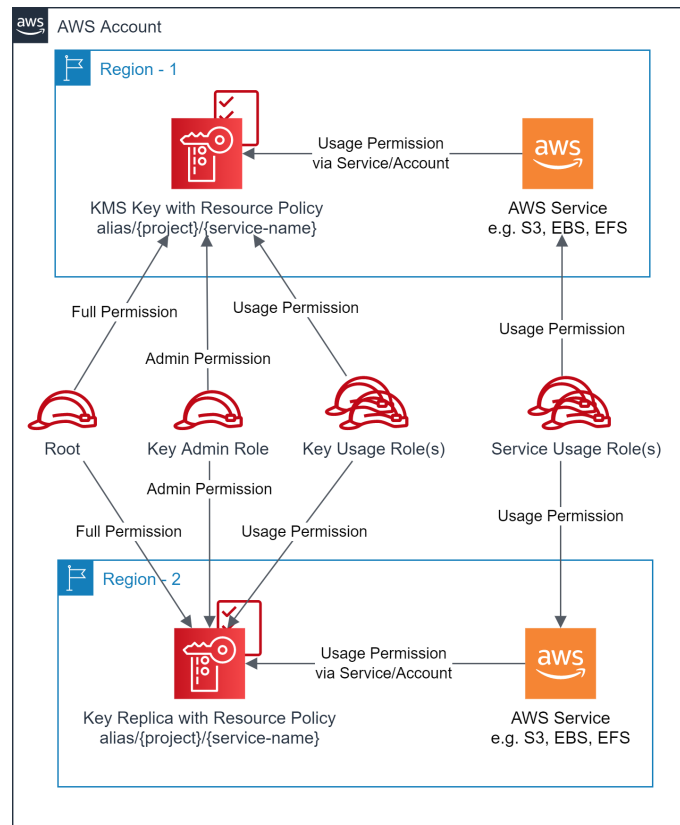 aws
AWS Account
Region - 1
Usage Permission
via Service/Account
aws
KMS Key with Resource Policy
alias/{project}/{service-name}
AWS Service
e.g. S3, EBS, EFS
Full Permission
Usage Permission
Admin Permission
Usage Permission
Root
Key Admin Role
Key Usage Role(s)
Service Usage Role(s)
Admin Permission
Full Permission
Usage Permission
Usage Permission
Region - 2
Usage Permission
via Service/Account
aws
Key Replica with Resource Policy
alias/{project}/{service-name}
AWS Service
e.g. S3, EBS, EFS